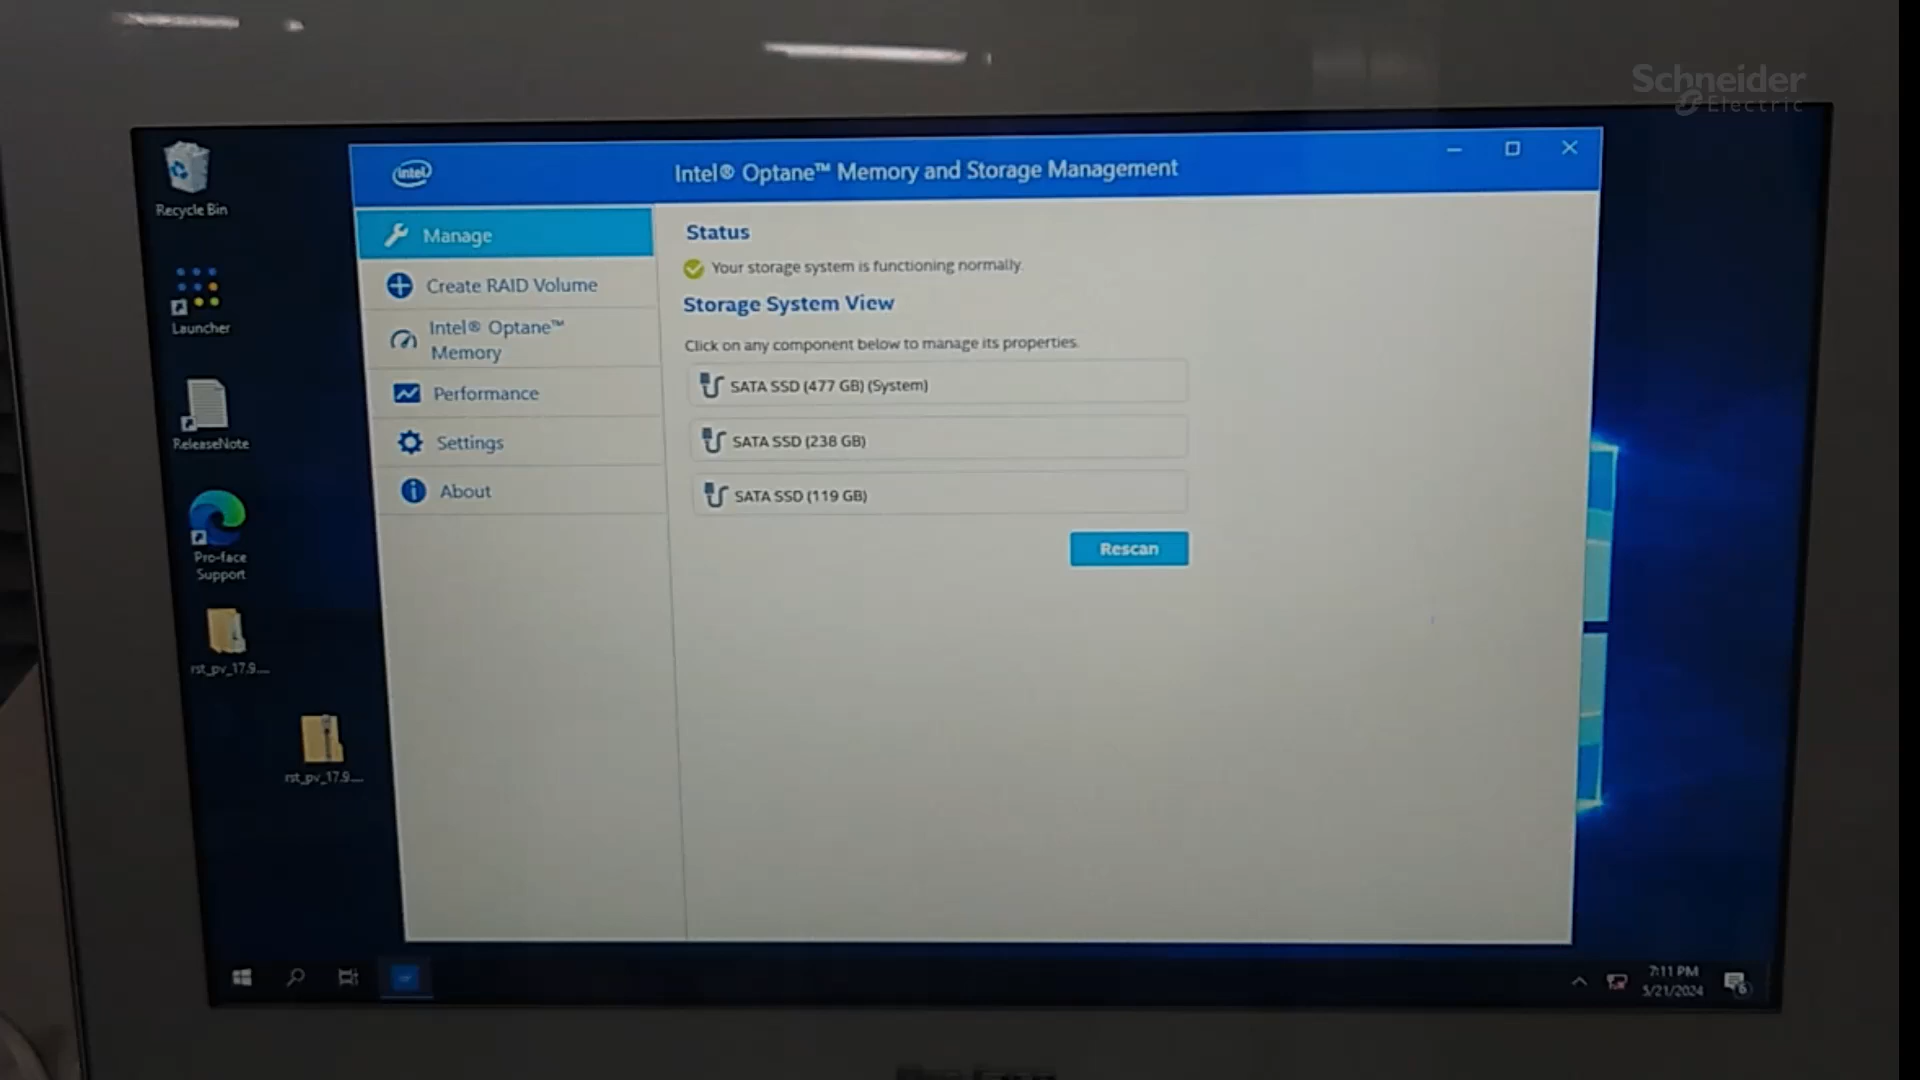 Schneider
Electric
Recycle Bin
Launcher
ReleaseNote
Pro-face
Support
rst_pv_17.9....
rst_pv_17.9....
intel
Intel® Optane™ Memory and Storage Management
Manage
Create RAID Volume
Intel® Optane™
Memory
Performance
Settings
About
Status
Your storage system is functioning normally.
Storage System View
Click on any component below to manage its properties.
SATA SSD (477 GB) (System)
SATA SSD (238 GB)
SATA SSD (119 GB)
Rescan
7:11 PM
5/21/2024
6